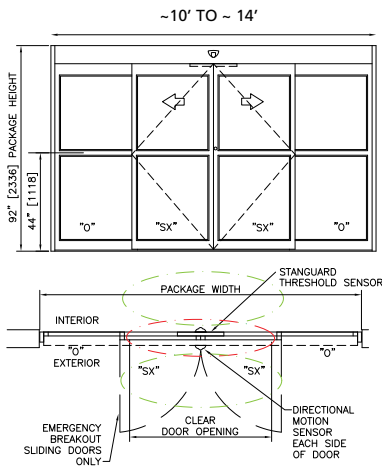 ~10' TO ~ 14'
92" [2336] PACKAGE HEIGHT
44" [1118]
"O"
"SX"
"SX"
"O"
STANGUARD
THRESHOLD SENSOR
PACKAGE WIDTH
INTERIOR
"O"
EXTERIOR
"SX"
"SX"
"O"
EMERGENCY
BREAKOUT
SLIDING DOORS
ONLY
CLEAR
DOOR OPENING
DIRECTIONAL
MOTION
SENSOR
EACH SIDE
OF DOOR